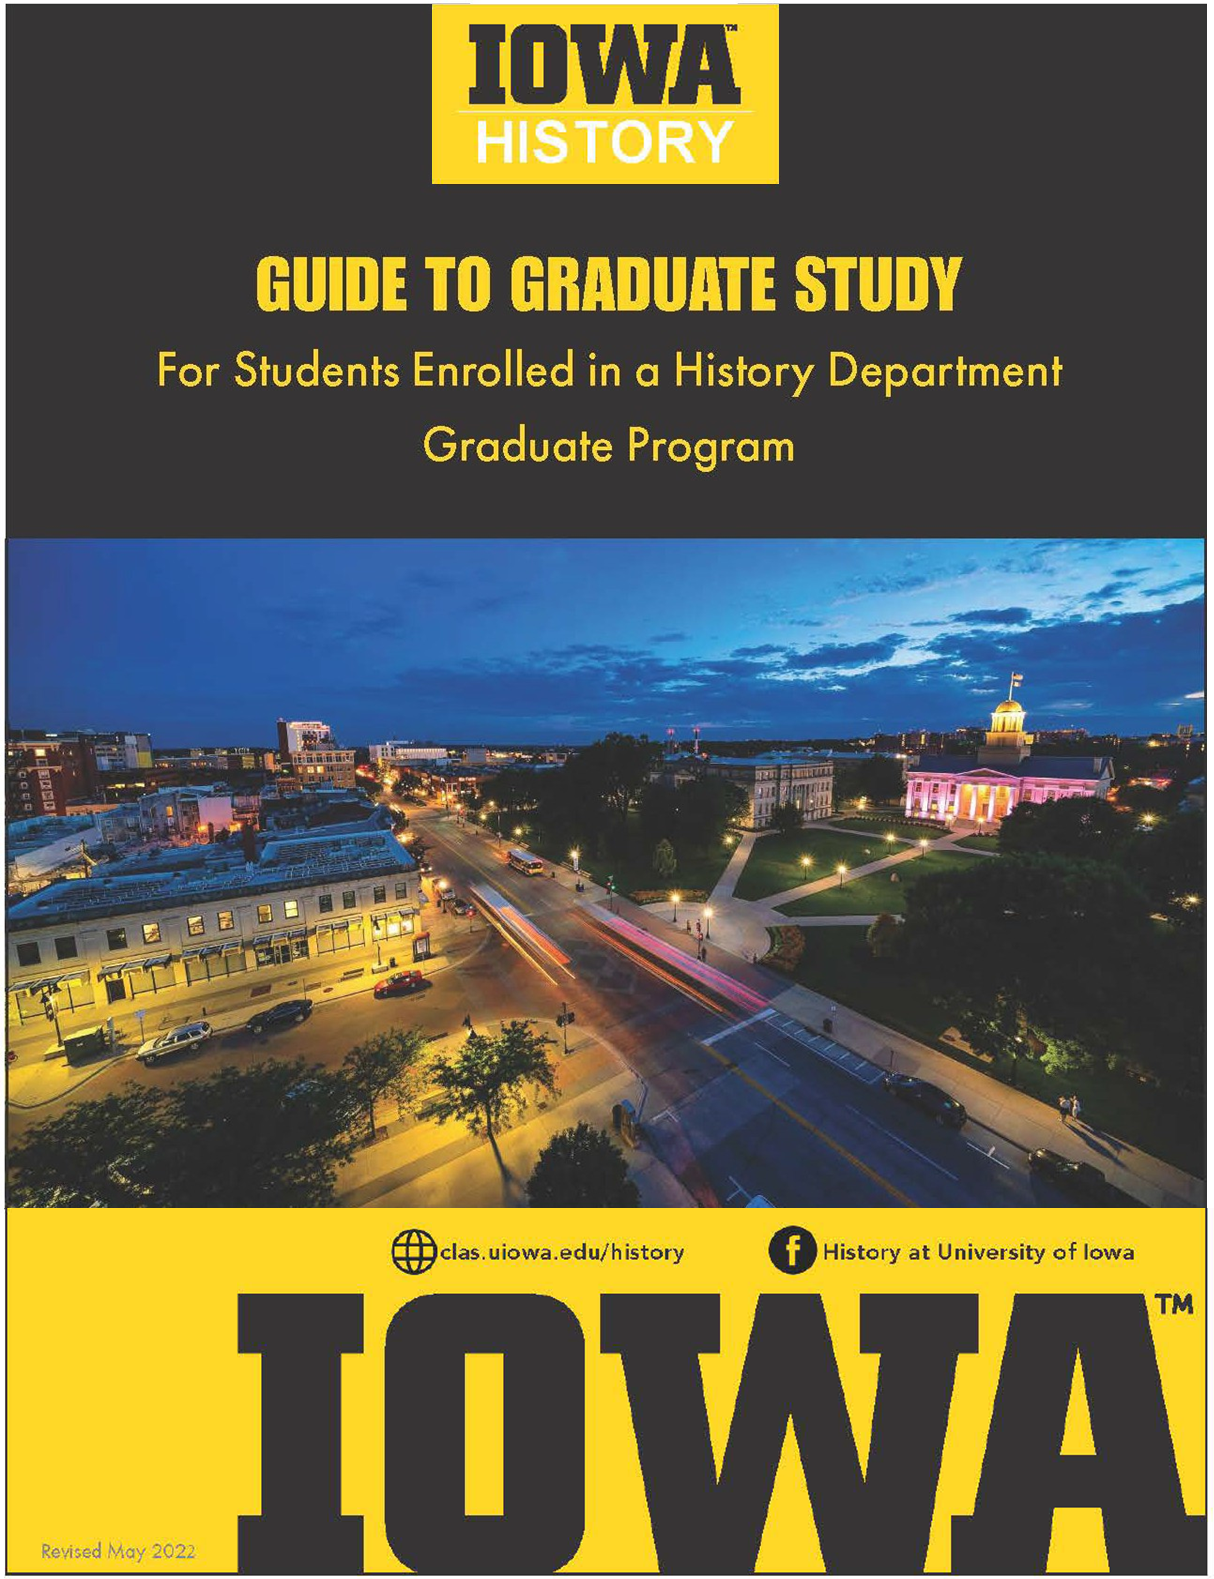 IOWA™
HISTORY
GUIDE TO GRADUATE STUDY
For Students Enrolled in a History Department
Graduate Program
clas.uiowa.edu/history
History at University of Iowa
IOWA™
Revised May 2022